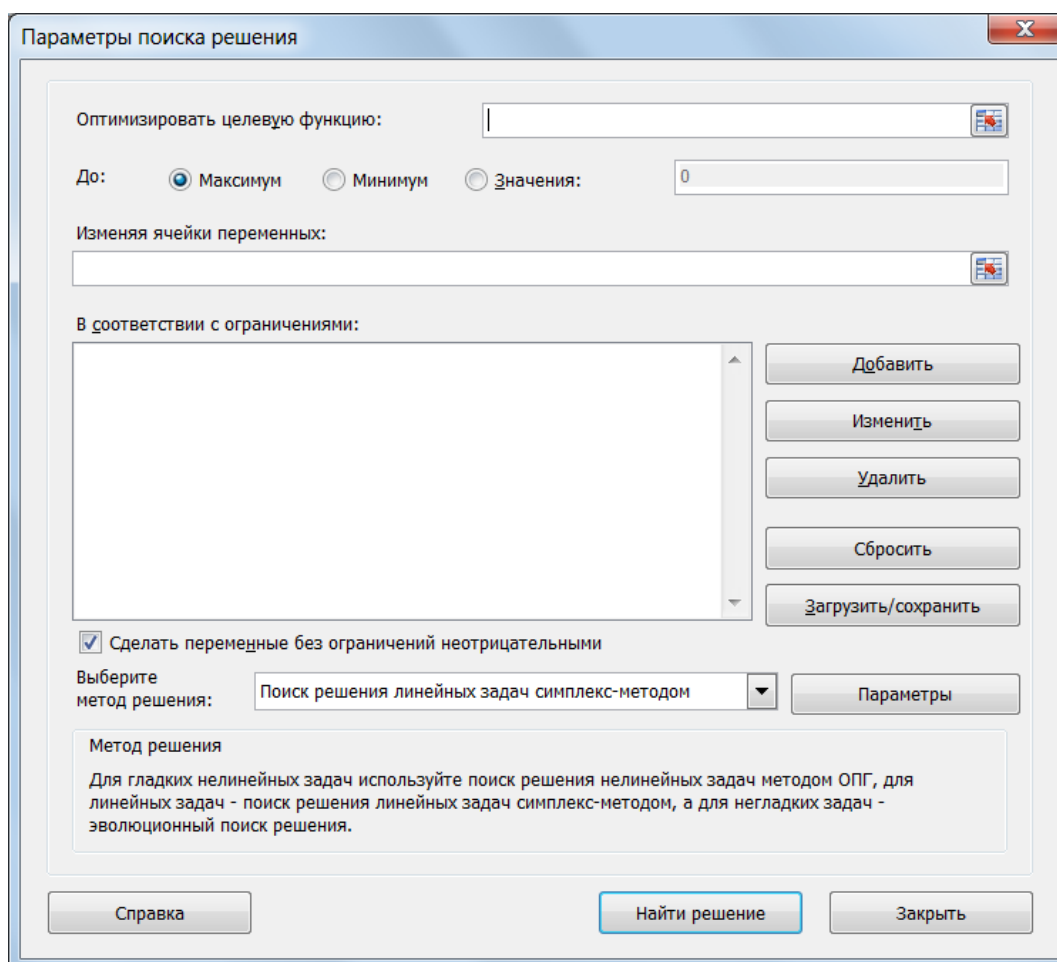 Параметры поиска решения
Оптимизировать целевую функцию:
До: Максимум Минимум Значения: 0
Изменяя ячейки переменных:
В соответствии с ограничениями:
Добавить
Изменить
Удалить
Сбросить
Загрузить/сохранить
Сделать переменные без ограничений неотрицательными
Выберите
метод решения:
Поиск решения линейных задач симплекс-методом
Параметры
Метод решения
Для гладких нелинейных задач используйте поиск решения нелинейных задач методом ОПГ, для
линейных задач - поиск решения линейных задач симплекс-методом, а для негладких задач -
эволюционный поиск решения.
Справка Найти решение Закрыть